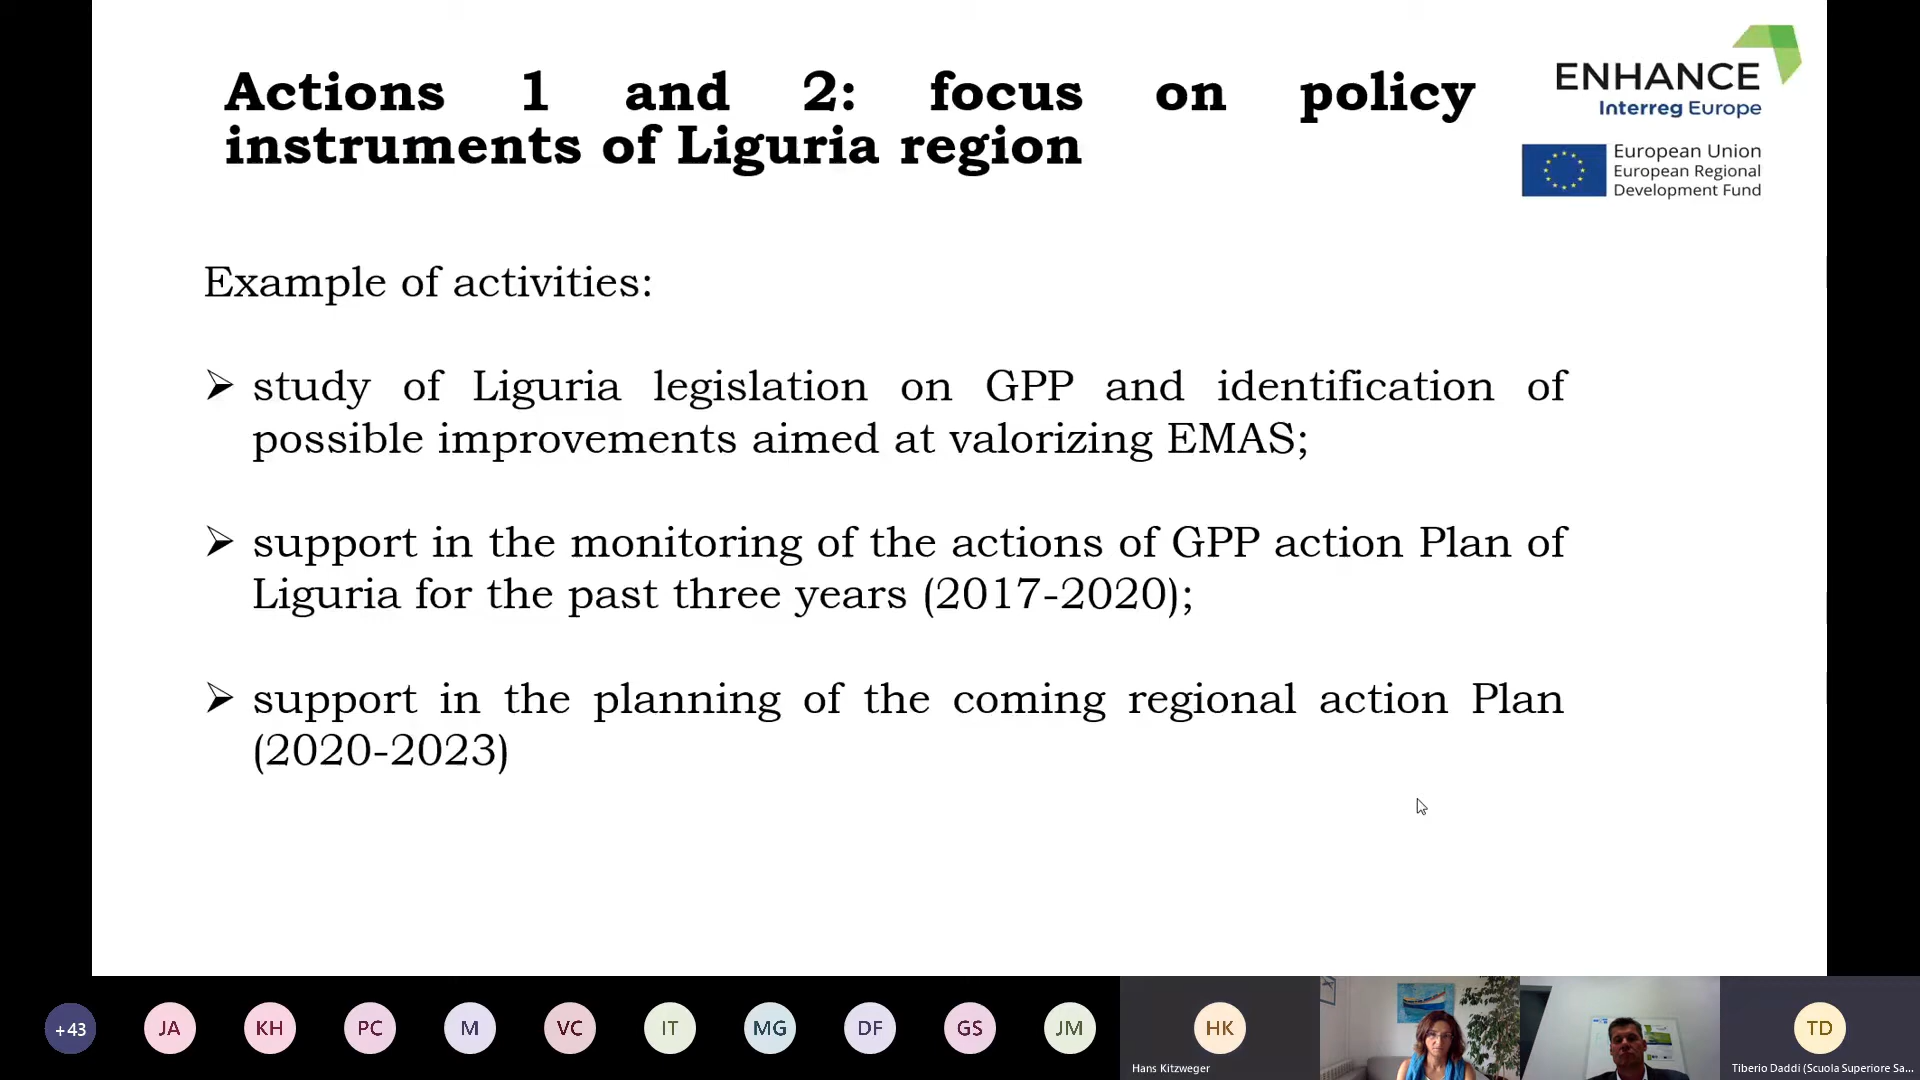 Actions 1 and 2: focus on policy
instruments of Liguria region
ENHANCE
Interreg Europe
European Union
European Regional
Development Fund
Example of activities:
study of Liguria legislation on GPP and identification of
possible improvements aimed at valorizing EMAS;
support in the monitoring of the actions of GPP action Plan of
Liguria for the past three years (2017-2020);
support in the planning of the coming regional action Plan
(2020-2023)
+43
JA
KH
PC
M
VC
IT
MG
DF
GS
JM
HK
TD
Hans Kitzweger
Tiberio Daddi (Scuola Superiore Sa...